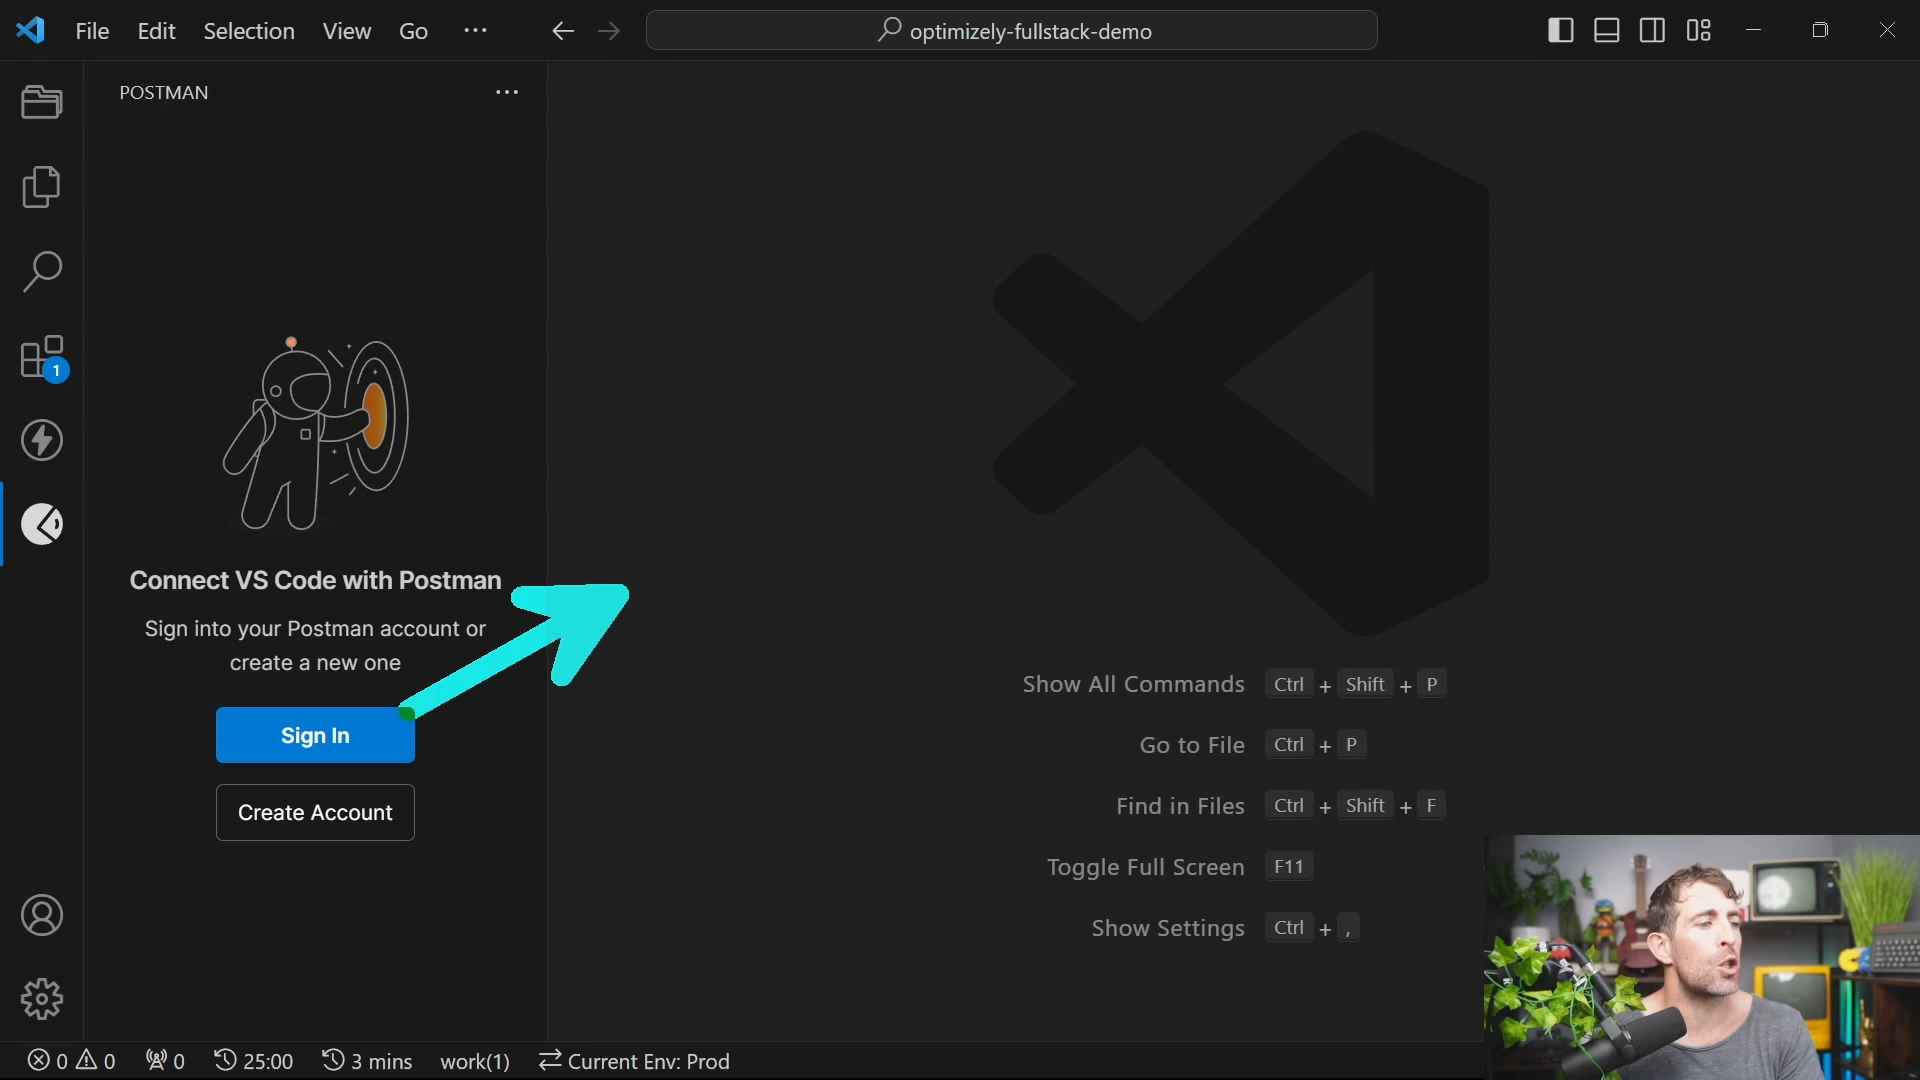 File Edit Selection View Go ···
optimizely-fullstack-demo
POSTMAN ···
1
Connect VS Code with Postman
Sign into your Postman account or
create a new one
Sign In
Create Account
Show All Commands Ctrl + Shift + P
Go to File Ctrl + P
Find in Files Ctrl + Shift + F
Toggle Full Screen F11
Show Settings Ctrl + ,
0 0 0 25:00 3 mins work(1) Current Env: Prod